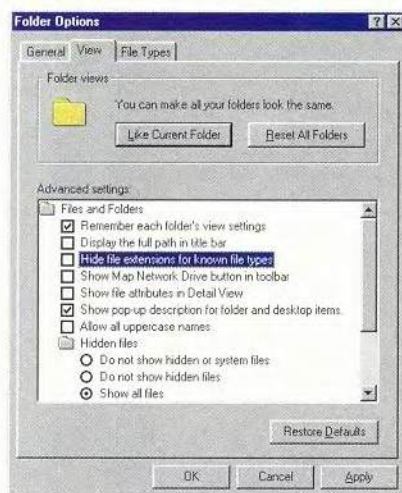 Folder Options
General View File Types
Folder views
You can make all your folders look the same.
Like Current Folder Reset All Folders
Advanced settings:
Files and Folders
Remember each folder's view settings
Display the full path in title bar
Hide file extensions for known file types
Show Map Network Drive button in toolbar
Show file attributes in Detail View
Show pop-up description for folder and desktop items.
Allow all uppercase names
Hidden files
Do not show hidden or system files
Do not show hidden files
Show all files
Restore Defaults
OK Cancel Apply